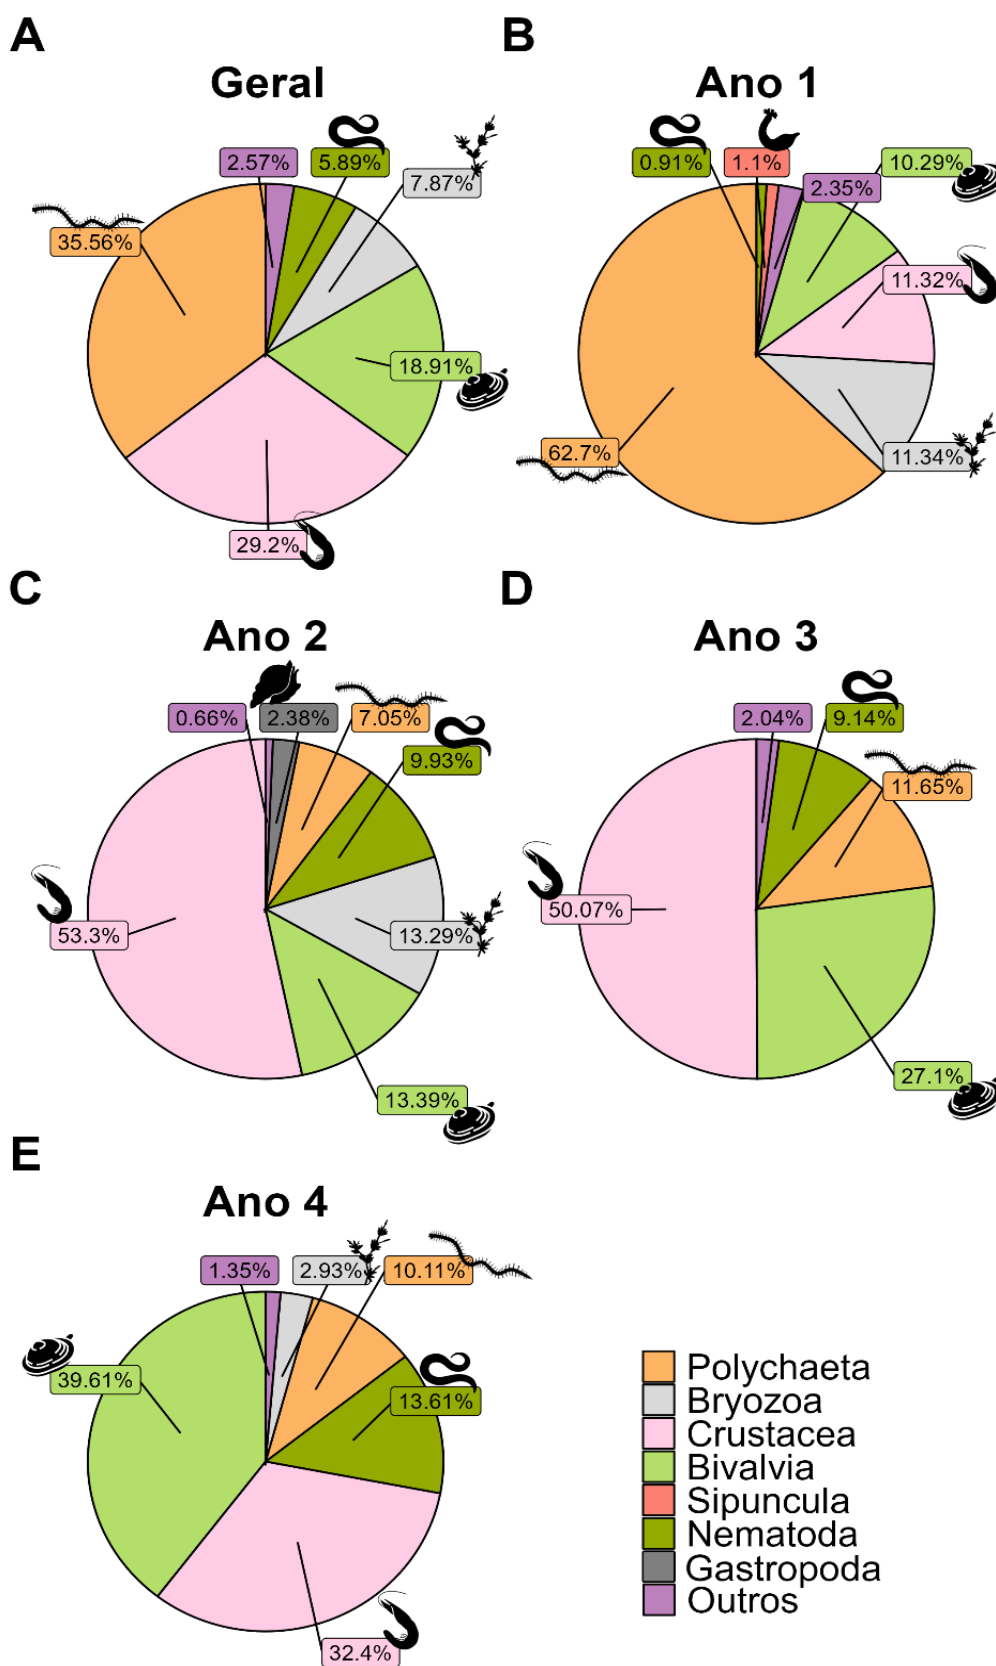 A
Geral
2.57%
5.89%
7.87%
35.56%
18.91%
29.2%
B
Ano 1
0.91%
1.1%
2.35%
10.29%
11.32%
62.7%
11.34%
C
Ano 2
0.66%
2.38%
7.05%
9.93%
53.3%
13.29%
13.39%
D
Ano 3
2.04%
9.14%
11.65%
50.07%
27.1%
E
Ano 4
1.35%
2.93%
10.11%
39.61%
13.61%
32.4%
Polychaeta
Bryozoa
Crustacea
Bivalvia
Sipuncula
Nematoda
Gastropoda
Outros